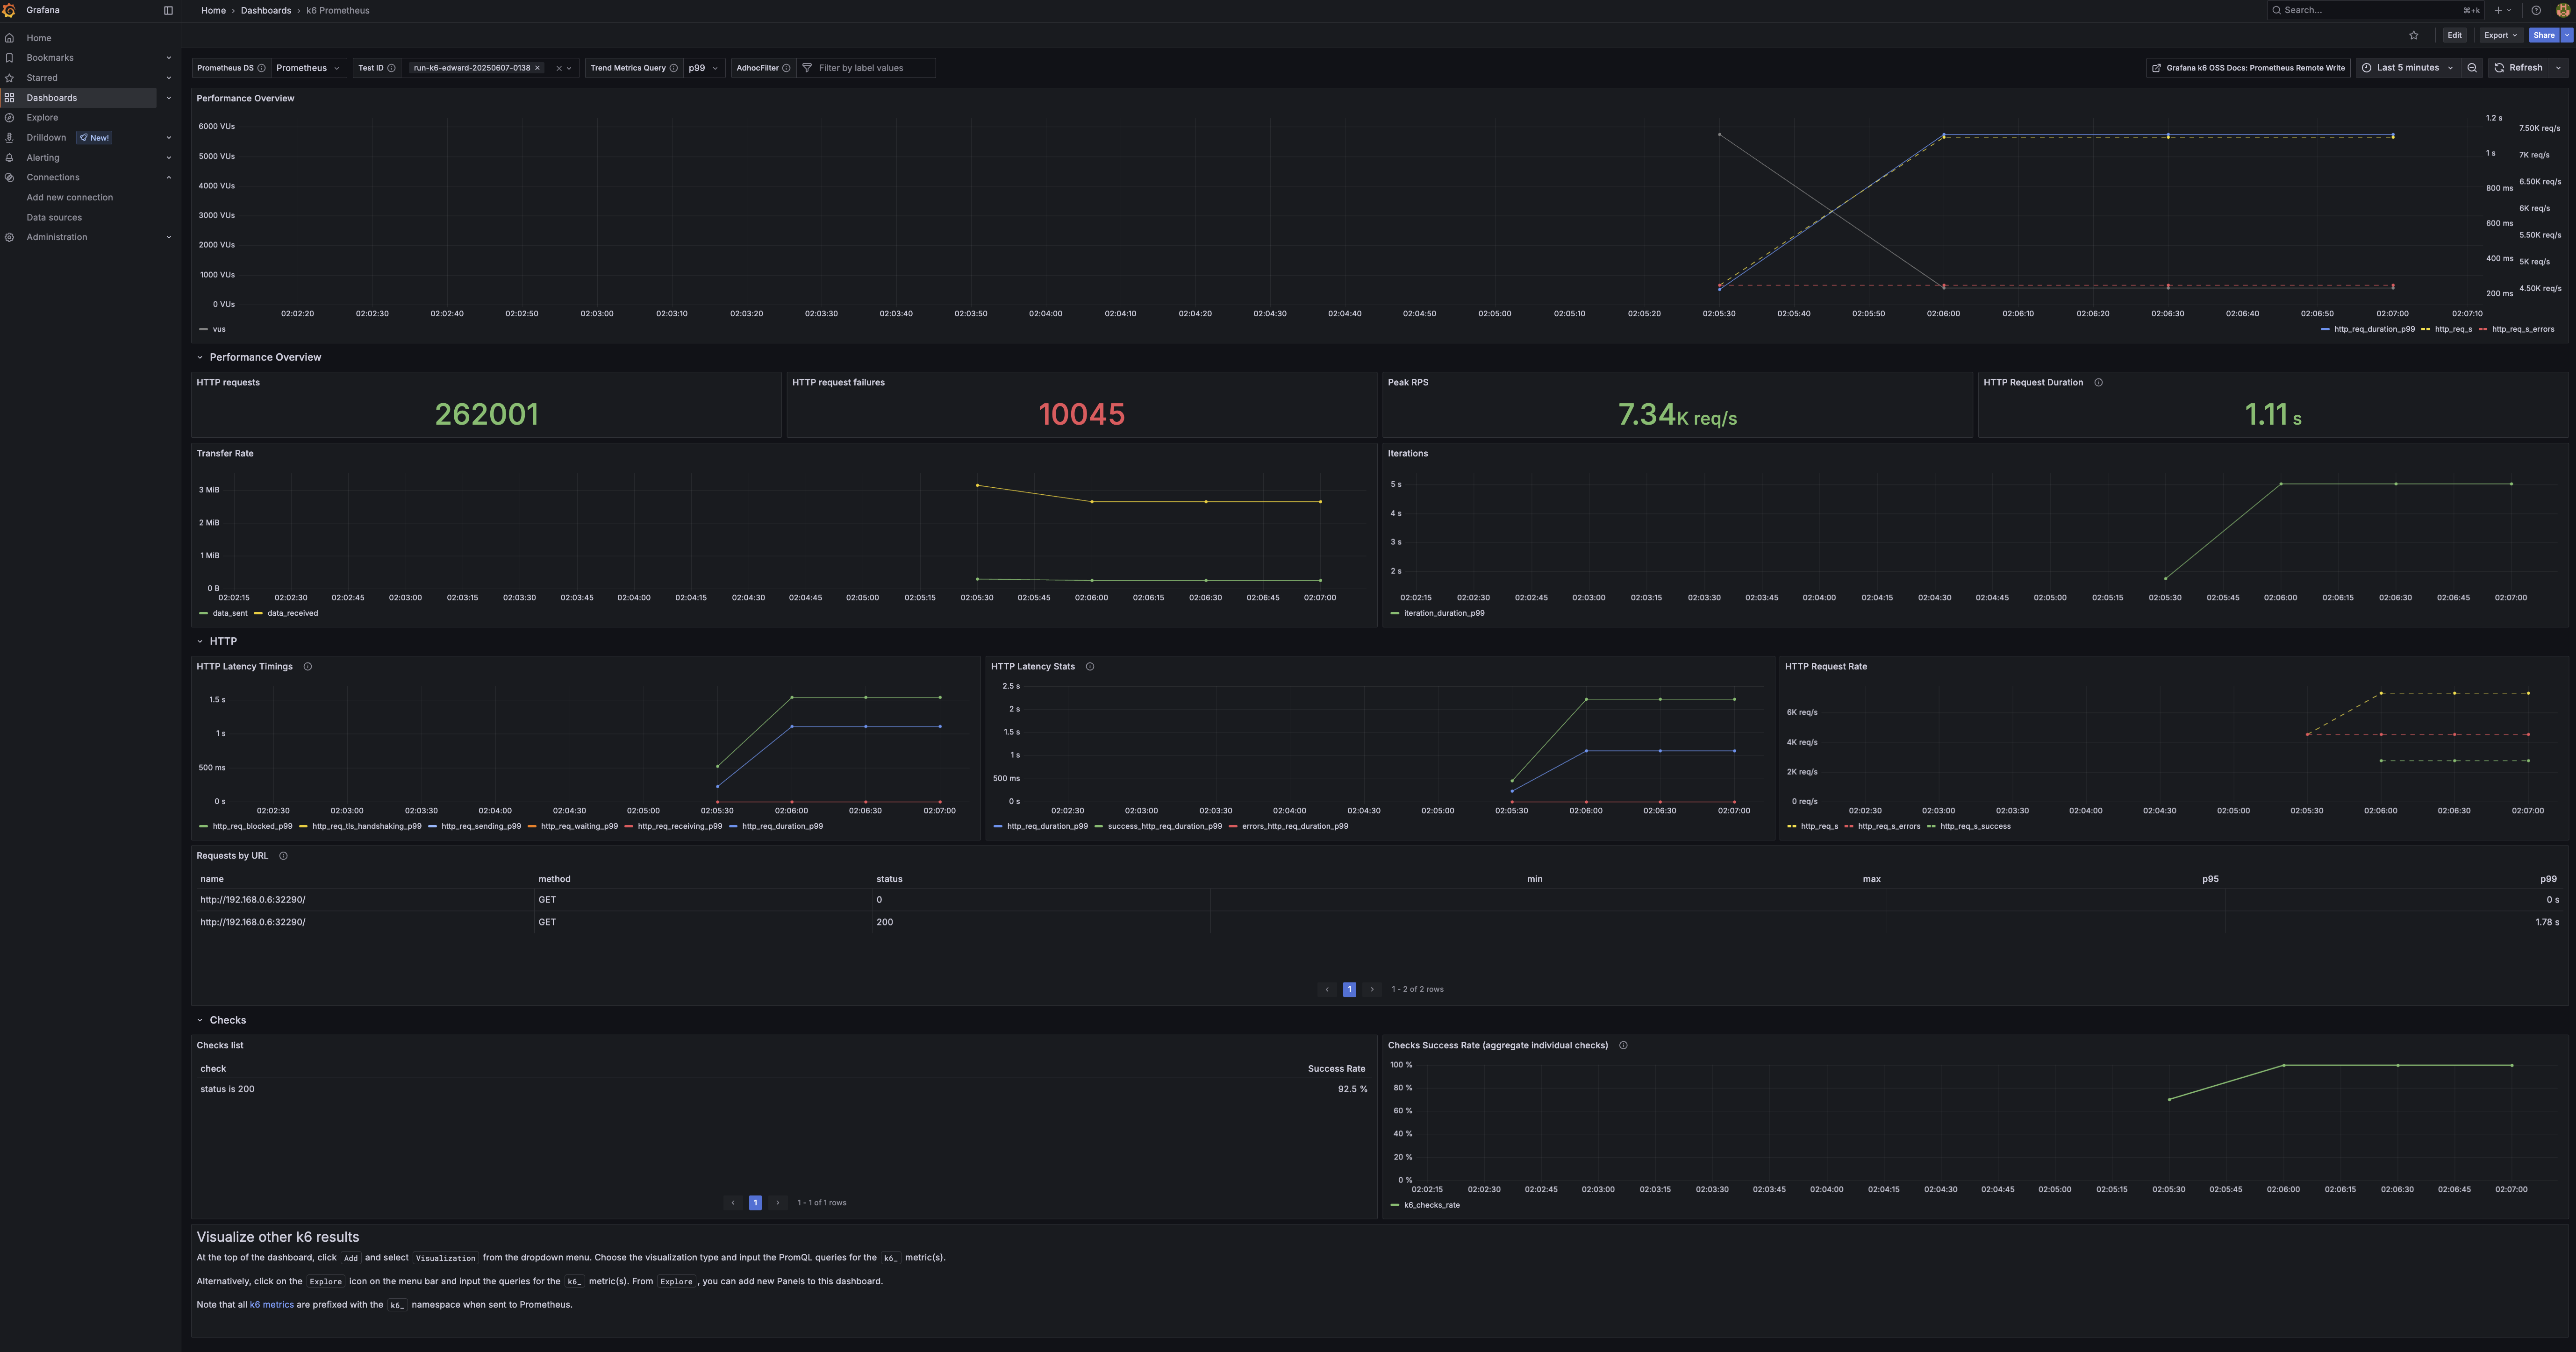 Grafana
Home › Dashboards › k6 Prometheus
Search...
⌘+k
Home
Bookmarks
Starred
Dashboards
Explore
Drilldown New!
Alerting
Connections
Add new connection
Data sources
Administration
Edit Export Share
Prometheus DS Prometheus Test ID run-k6-edward-20250607-0138 Trend Metrics Query p99 AdhocFilter Filter by label values
Grafana k6 OSS Docs: Prometheus Remote Write Last 5 minutes Refresh
Performance Overview
6000 VUs
5000 VUs
4000 VUs
3000 VUs
2000 VUs
1000 VUs
0 VUs
1.2 s
1 s
800 ms
600 ms
400 ms
200 ms
7.50K req/s
7K req/s
6.50K req/s
6K req/s
5.50K req/s
5K req/s
4.50K req/s
02:02:20 02:02:30 02:02:40 02:02:50 02:03:00 02:03:10 02:03:20 02:03:30 02:03:40 02:03:50 02:04:00 02:04:10 02:04:20 02:04:30 02:04:40 02:04:50 02:05:00 02:05:10 02:05:20 02:05:30 02:05:40 02:05:50 02:06:00 02:06:10 02:06:20 02:06:30 02:06:40 02:06:50 02:07:00 02:07:10
vus
http_req_duration_p99 http_req_s http_req_s_errors
Performance Overview
HTTP requests
262001
HTTP request failures
10045
Peak RPS
7.34K req/s
HTTP Request Duration
1.11 s
Transfer Rate
3 MiB
2 MiB
1 MiB
0 B
02:02:15 02:02:30 02:02:45 02:03:00 02:03:15 02:03:30 02:03:45 02:04:00 02:04:15 02:04:30 02:04:45 02:05:00 02:05:15 02:05:30 02:05:45 02:06:00 02:06:15 02:06:30 02:06:45 02:07:00
data_sent data_received
Iterations
5 s
4 s
3 s
2 s
02:02:15 02:02:30 02:02:45 02:03:00 02:03:15 02:03:30 02:03:45 02:04:00 02:04:15 02:04:30 02:04:45 02:05:00 02:05:15 02:05:30 02:05:45 02:06:00 02:06:15 02:06:30 02:06:45 02:07:00
iteration_duration_p99
HTTP
HTTP Latency Timings
1.5 s
1 s
500 ms
0 s
02:02:30 02:03:00 02:03:30 02:04:00 02:04:30 02:05:00 02:05:30 02:06:00 02:06:30 02:07:00
http_req_blocked_p99 http_req_tls_handshaking_p99 http_req_sending_p99 http_req_waiting_p99 http_req_receiving_p99 http_req_duration_p99
HTTP Latency Stats
2.5 s
2 s
1.5 s
1 s
500 ms
0 s
02:02:30 02:03:00 02:03:30 02:04:00 02:04:30 02:05:00 02:05:30 02:06:00 02:06:30 02:07:00
http_req_duration_p99 success_http_req_duration_p99 errors_http_req_duration_p99
HTTP Request Rate
6K req/s
4K req/s
2K req/s
0 req/s
02:02:30 02:03:00 02:03:30 02:04:00 02:04:30 02:05:00 02:05:30 02:06:00 02:06:30 02:07:00
http_req_s http_req_s_errors http_req_s_success
Requests by URL
name method status min max p95 p99
http://192.168.0.6:32290/ GET 0 0 s
http://192.168.0.6:32290/ GET 200 1.78 s
1
1 - 2 of 2 rows
Checks
Checks list
check Success Rate
status is 200 92.5 %
1
1 - 1 of 1 rows
Checks Success Rate (aggregate individual checks)
100 %
80 %
60 %
40 %
20 %
0 %
02:02:15 02:02:30 02:02:45 02:03:00 02:03:15 02:03:30 02:03:45 02:04:00 02:04:15 02:04:30 02:04:45 02:05:00 02:05:15 02:05:30 02:05:45 02:06:00 02:06:15 02:06:30 02:06:45 02:07:00
k6_checks_rate
Visualize other k6 results
At the top of the dashboard, click Add and select Visualization from the dropdown menu. Choose the visualization type and input the PromQL queries for the k6_ metric(s).
Alternatively, click on the Explore icon on the menu bar and input the queries for the k6_ metric(s). From Explore, you can add new Panels to this dashboard.
Note that all k6 metrics are prefixed with the k6_ namespace when sent to Prometheus.